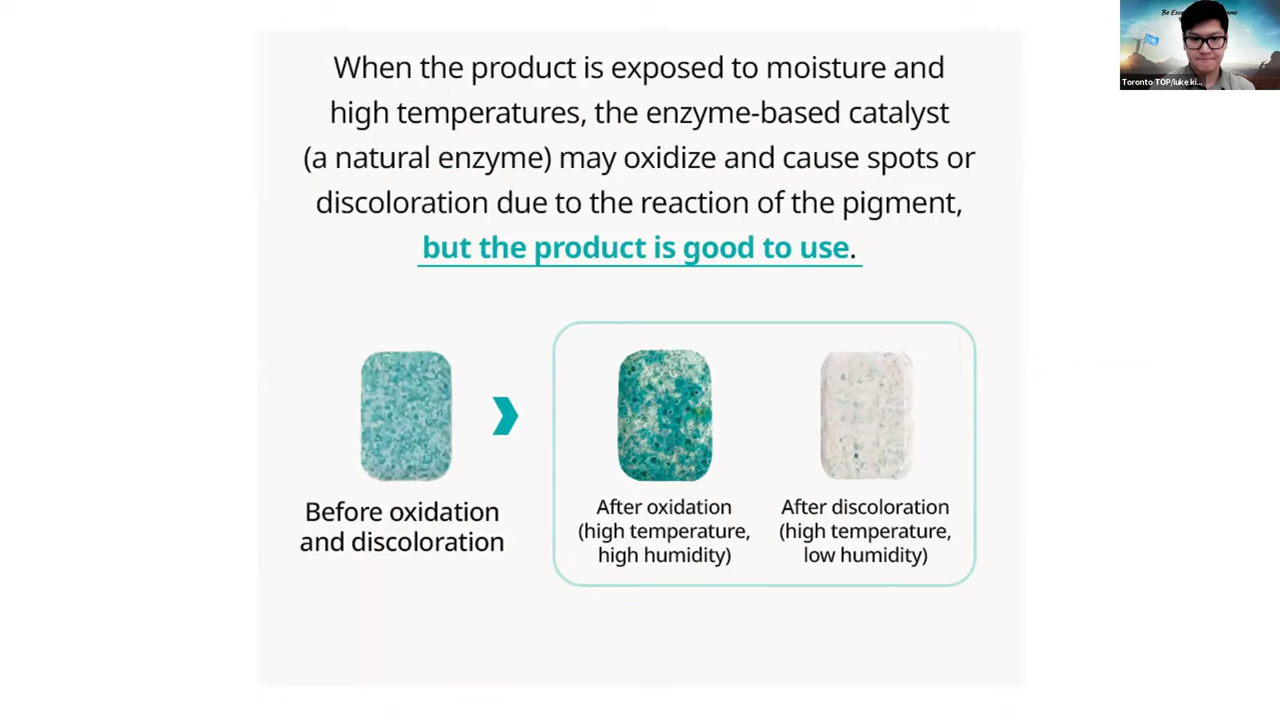 When the product is exposed to moisture and
high temperatures, the enzyme-based catalyst
(a natural enzyme) may oxidize and cause spots or
discoloration due to the reaction of the pigment,
but the product is good to use.
Before oxidation
and discoloration
After oxidation
(high temperature,
high humidity)
After discoloration
(high temperature,
low humidity)
Toronto TOP/luke ki...